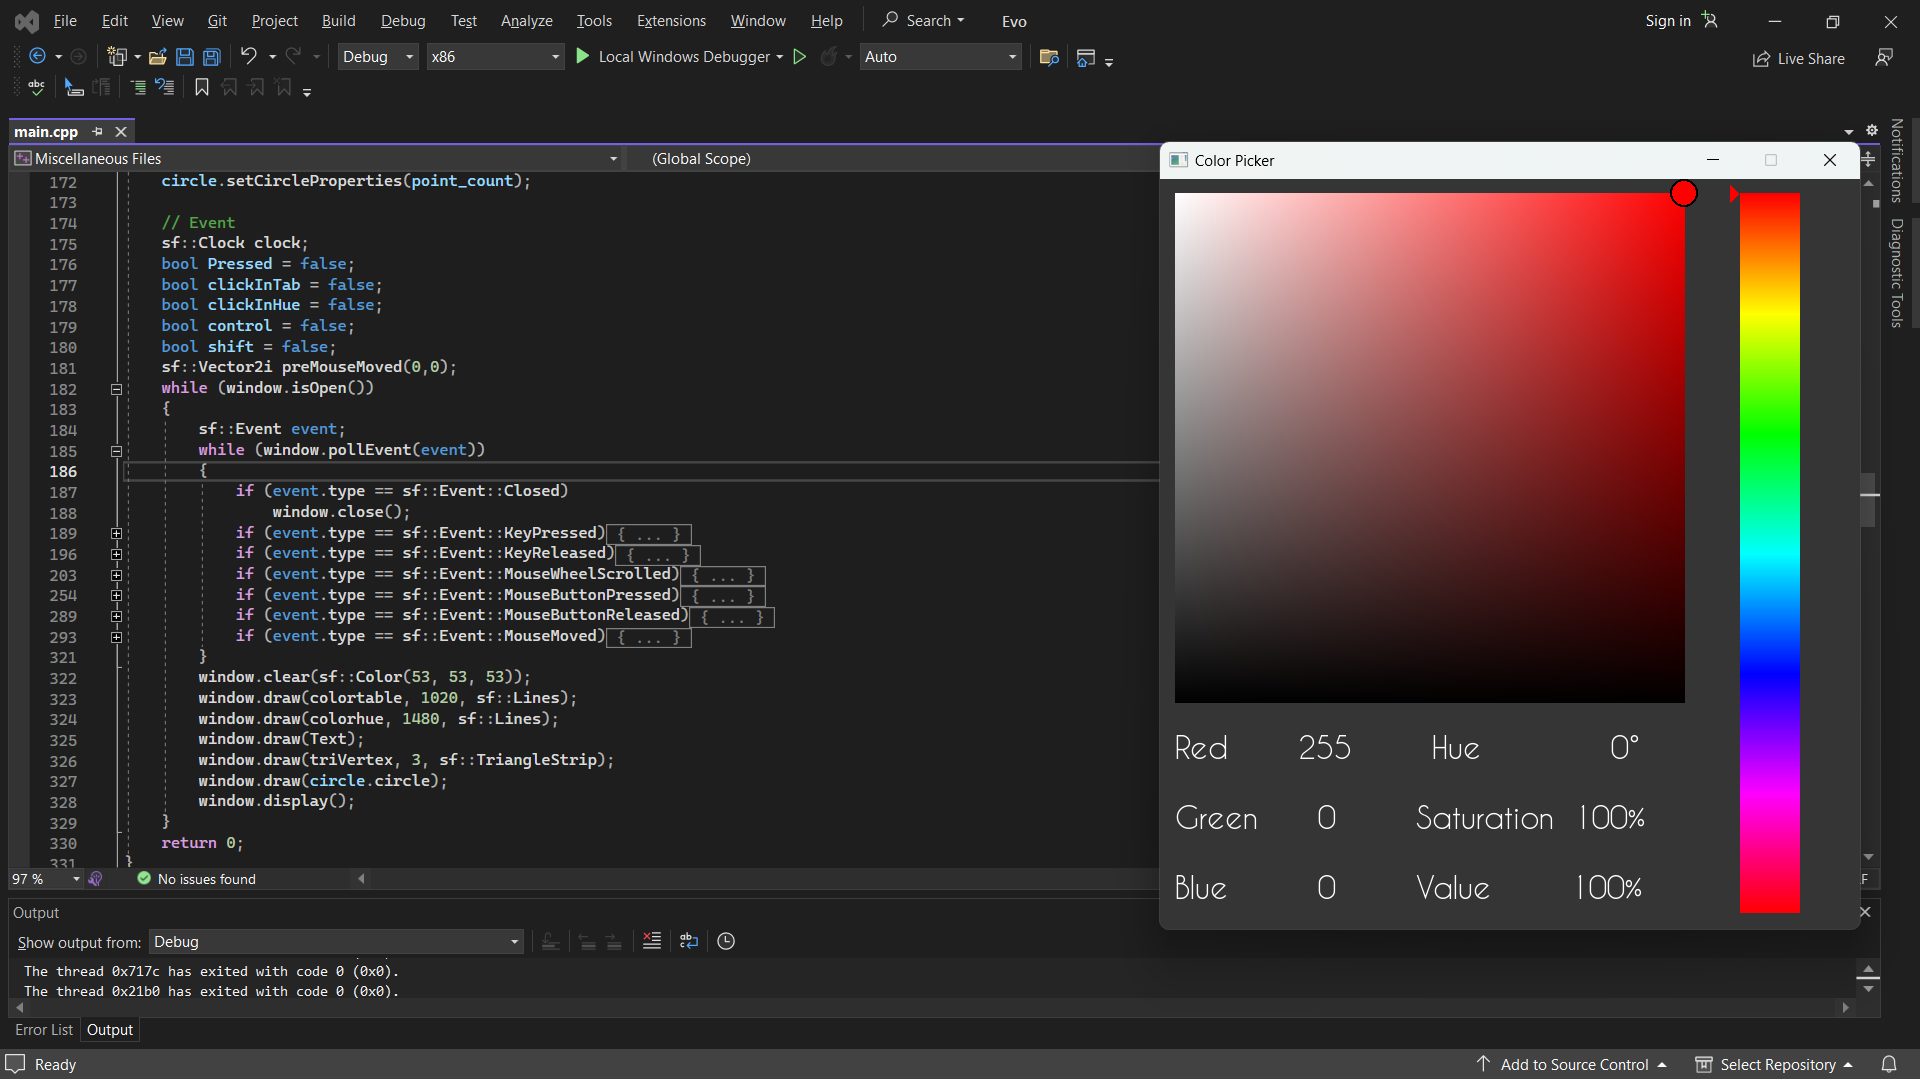 File Edit View Git Project Build Debug Test Analyze Tools Extensions Window Help Search Evo Sign in
Debug x86 Local Windows Debugger Auto Live Share
abc
main.cpp
Miscellaneous Files (Global Scope)
172 circle.setCircleProperties(point_count);
173
174 // Event
175 sf::Clock clock;
176 bool Pressed = false;
177 bool clickInTab = false;
178 bool clickInHue = false;
179 bool control = false;
180 bool shift = false;
181 sf::Vector2i preMouseMoved(0,0);
182 while (window.isOpen())
183 {
184 sf::Event event;
185 while (window.pollEvent(event))
186 {
187 if (event.type == sf::Event::Closed)
188 window.close();
189 if (event.type == sf::Event::KeyPressed) { ... }
196 if (event.type == sf::Event::KeyReleased) { ... }
203 if (event.type == sf::Event::MouseWheelScrolled) { ... }
254 if (event.type == sf::Event::MouseButtonPressed) { ... }
289 if (event.type == sf::Event::MouseButtonReleased) { ... }
293 if (event.type == sf::Event::MouseMoved) { ... }
321 }
322 window.clear(sf::Color(53, 53, 53));
323 window.draw(colortable, 1020, sf::Lines);
324 window.draw(colorhue, 1480, sf::Lines);
325 window.draw(Text);
326 window.draw(triVertex, 3, sf::TriangleStrip);
327 window.draw(circle.circle);
328 window.display();
329 }
330 return 0;
331 }
97 % No issues found
Color Picker
Red 255 Hue 0°
Green 0 Saturation 100%
Blue 0 Value 100%
Notifications
Diagnostic Tools
Output
Show output from: Debug
The thread 0x717c has exited with code 0 (0x0).
The thread 0x21b0 has exited with code 0 (0x0).
Error List Output
Ready Add to Source Control Select Repository